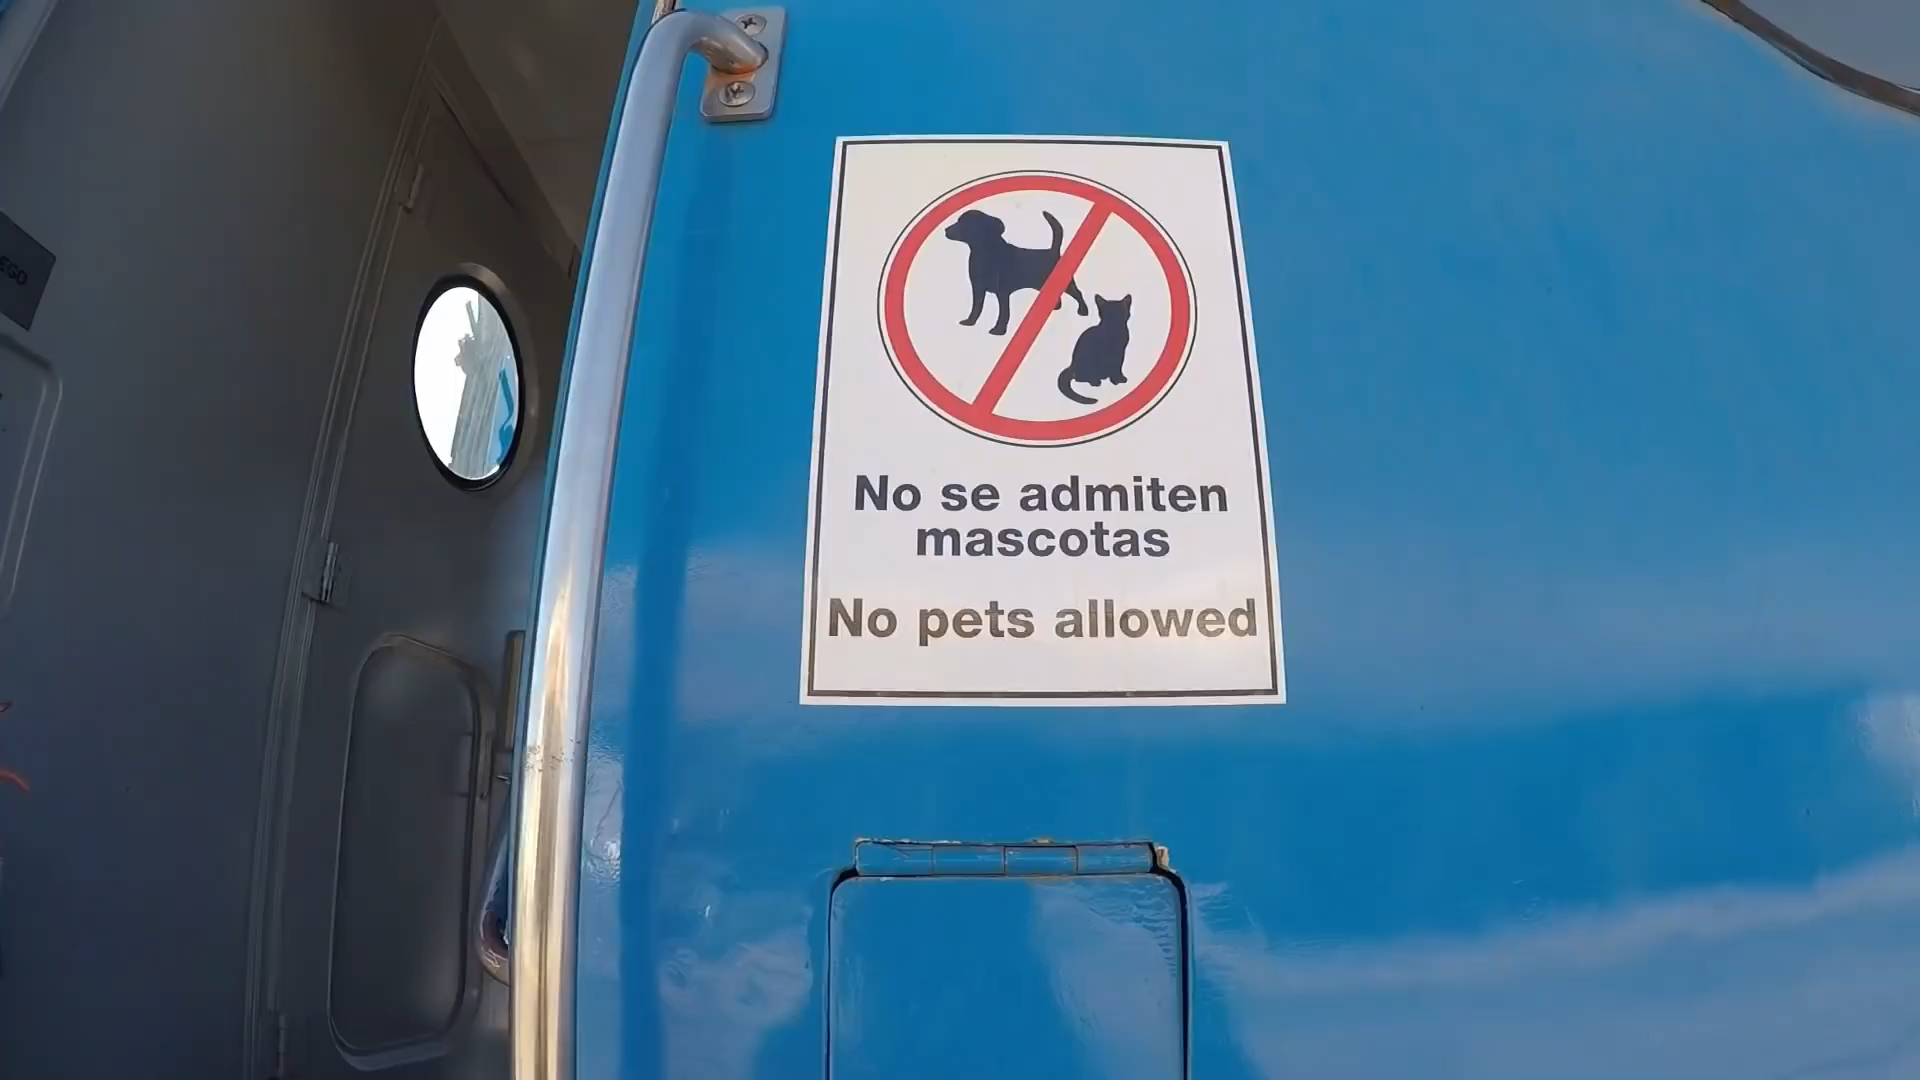 No se admiten
mascotas
No pets allowed